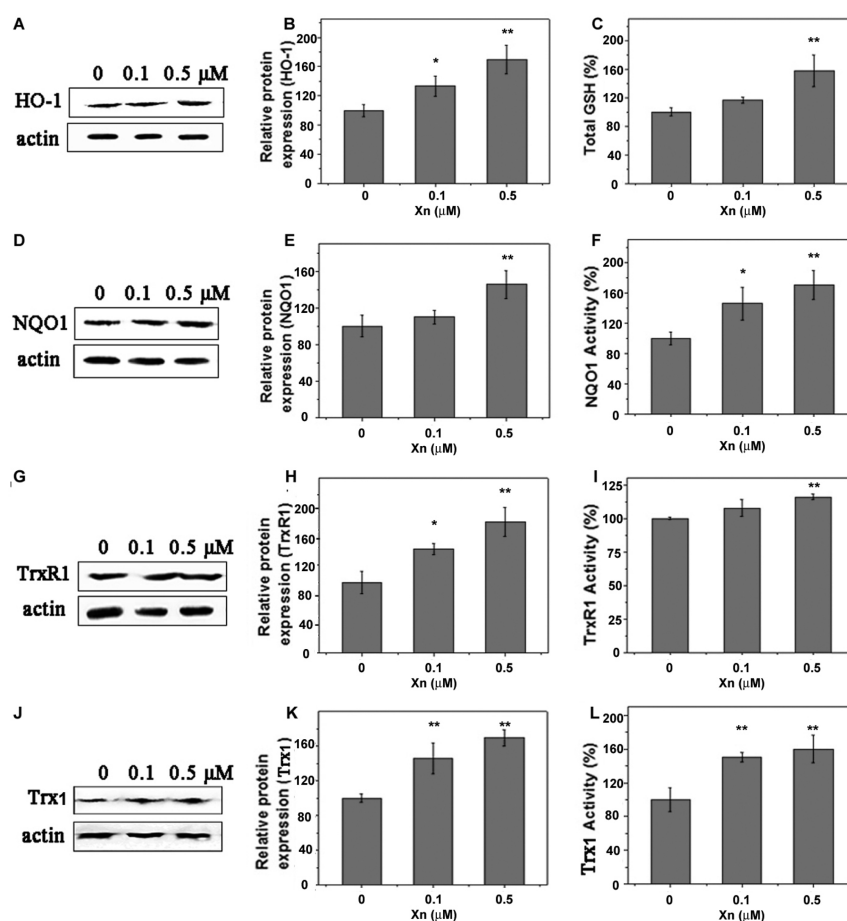 A
0 0.1 0.5 μM
HO-1
actin
B
Relative protein
expression (HO-1)
200
160
120
80
40
0
*
**
0 0.1 0.5
Xn (μM)
C
Total GSH (%)
200
160
120
80
40
0
**
0 0.1 0.5
Xn (μM)
D
0 0.1 0.5 μM
NQO1
actin
E
Relative protein
expression (NQO1)
160
120
80
40
0
**
0 0.1 0.5
Xn (μM)
F
NQO1 Activity (%)
200
160
120
80
40
0
*
**
0 0.1 0.5
Xn (μM)
G
0 0.1 0.5 μM
TrxR1
actin
H
Relative protein
expression (TrxR1)
200
160
120
80
40
0
*
**
0 0.1 0.5
Xn (μM)
I
TrxR1 Activity (%)
125
100
75
50
25
0
**
0 0.1 0.5
Xn (μM)
J
0 0.1 0.5 μM
Trx1
actin
K
Relative protein
expression (Trx1)
160
120
80
40
0
**
**
0 0.1 0.5
Xn (μM)
L
Trx1 Activity (%)
200
160
120
80
40
0
**
**
0 0.1 0.5
Xn (μM)